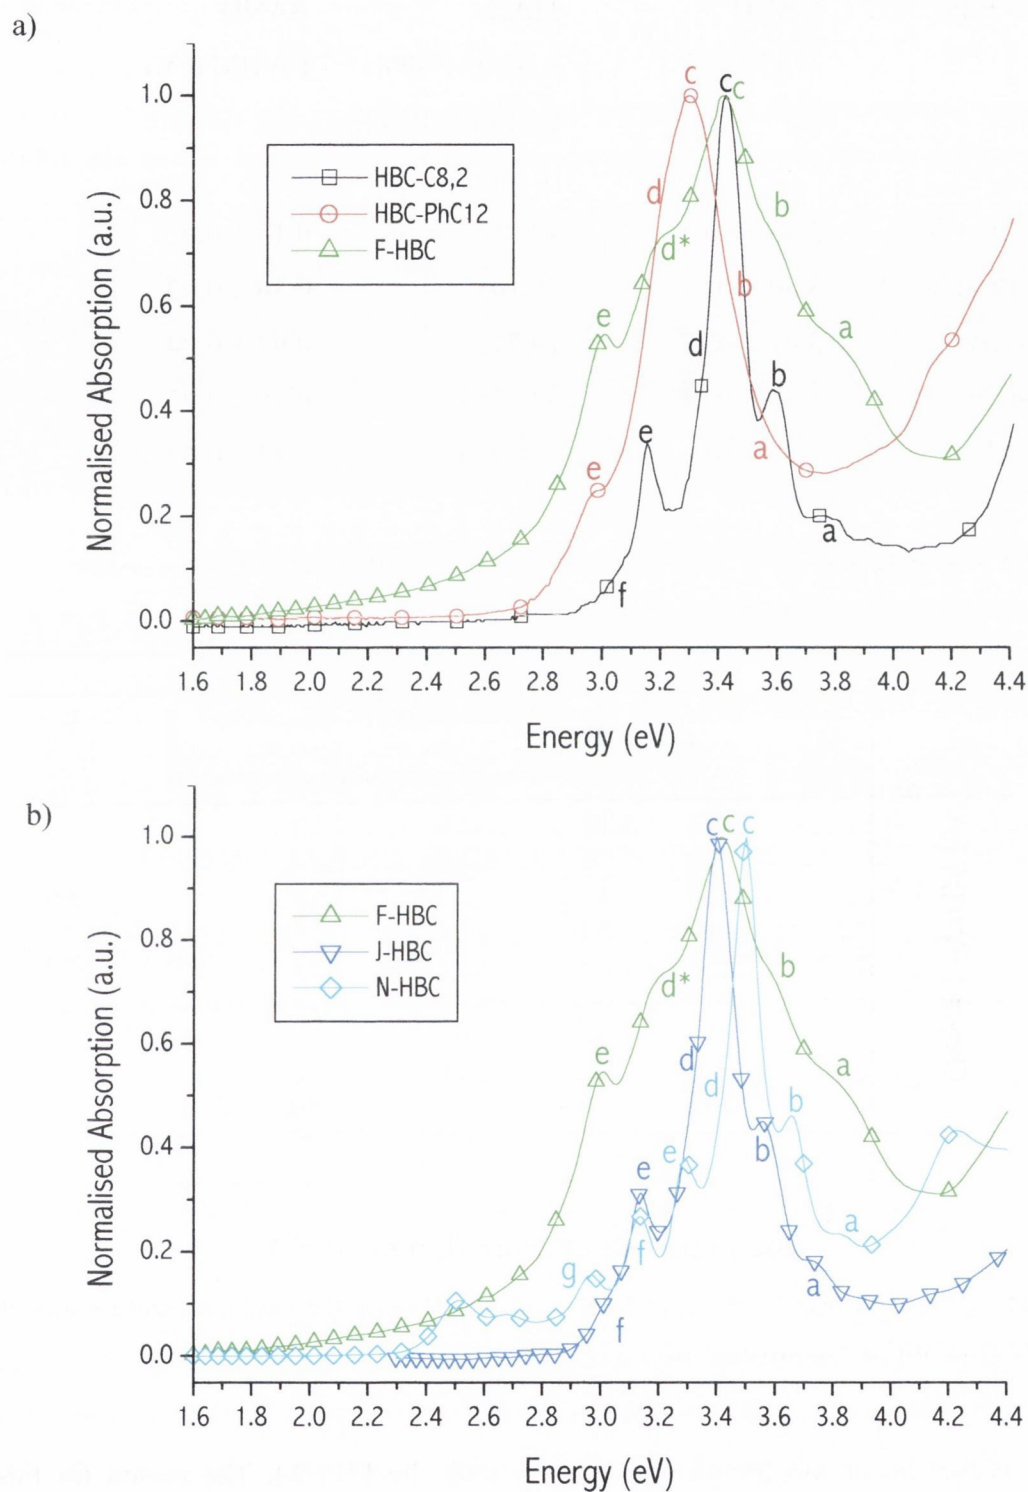 a)
c
c
c
1.0
HBC-C8,2
HBC-PhC12
F-HBC
d
b
0.8
d*
b
0.6
e
a
d
b
0.4
e
a
e
0.2
a
f
0.0
Normalised Absorption (a.u.)
1.6 1.8 2.0 2.2 2.4 2.6 2.8 3.0 3.2 3.4 3.6 3.8 4.0 4.2 4.4
Energy (eV)
b)
c c c
1.0
F-HBC
J-HBC
N-HBC
0.8
b
d*
0.6
e
d
a
d
b
0.4
e
e
b
0.2
a
g
f
a
f
0.0
Normalised Absorption (a.u.)
1.6 1.8 2.0 2.2 2.4 2.6 2.8 3.0 3.2 3.4 3.6 3.8 4.0 4.2 4.4
Energy (eV)